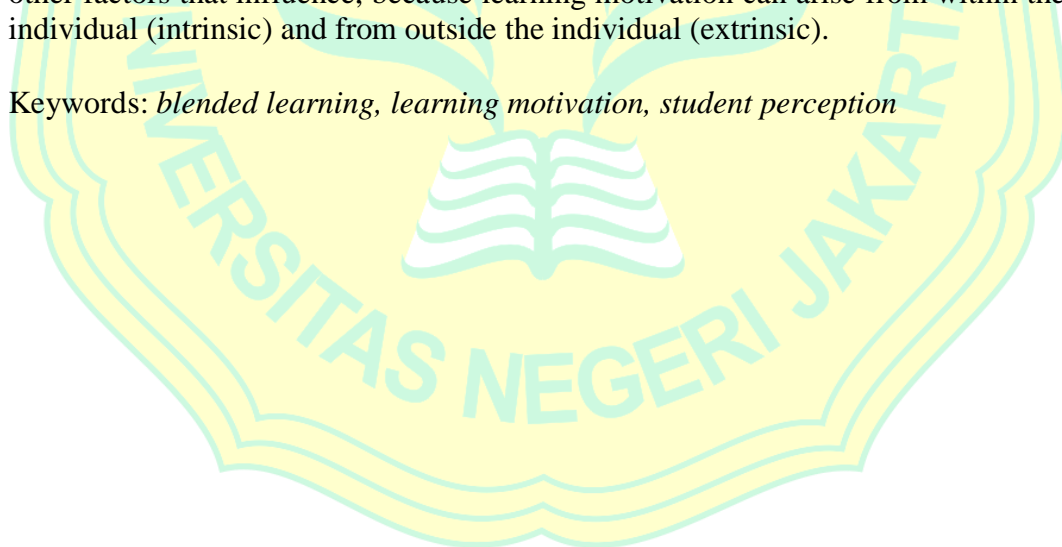 other factors that influence, because learning motivation can arise from within the
individual (intrinsic) and from outside the individual (extrinsic).
Keywords: blended learning, learning motivation, student perception
UNIVERSITAS NEGERI JAKART